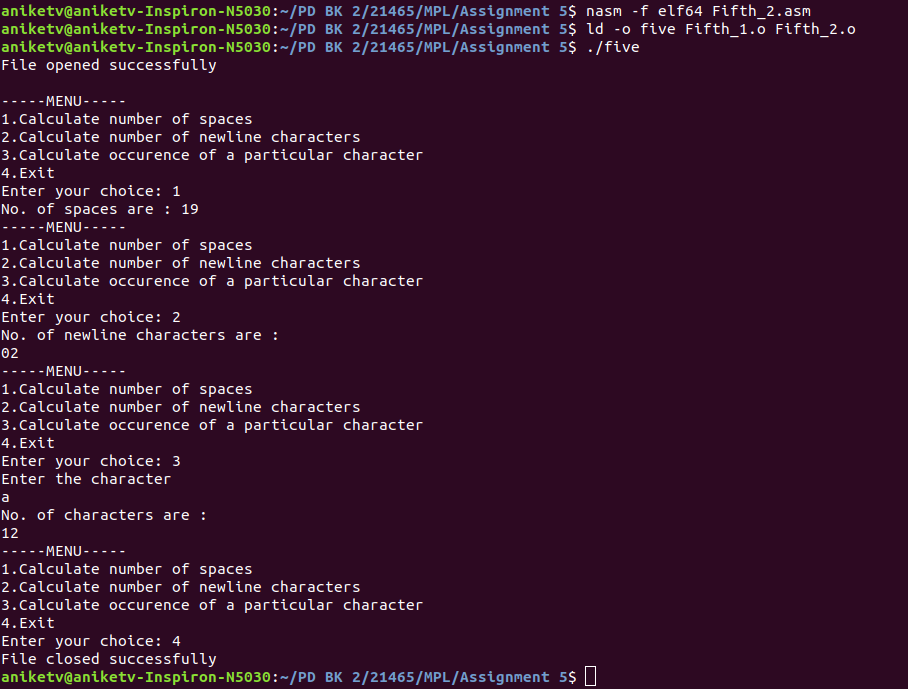 aniketv@aniketv-Inspiron-N5030:~/PD BK 2/21465/MPL/Assignment 5$ nasm -f elf64 Fifth_2.asm
aniketv@aniketv-Inspiron-N5030:~/PD BK 2/21465/MPL/Assignment 5$ ld -o five Fifth_1.o Fifth_2.o
aniketv@aniketv-Inspiron-N5030:~/PD BK 2/21465/MPL/Assignment 5$ ./five
File opened successfully

-----MENU-----
1.Calculate number of spaces
2.Calculate number of newline characters
3.Calculate occurence of a particular character
4.Exit
Enter your choice: 1
No. of spaces are : 19
-----MENU-----
1.Calculate number of spaces
2.Calculate number of newline characters
3.Calculate occurence of a particular character
4.Exit
Enter your choice: 2
No. of newline characters are :
02
-----MENU-----
1.Calculate number of spaces
2.Calculate number of newline characters
3.Calculate occurence of a particular character
4.Exit
Enter your choice: 3
Enter the character
a
No. of characters are :
12
-----MENU-----
1.Calculate number of spaces
2.Calculate number of newline characters
3.Calculate occurence of a particular character
4.Exit
Enter your choice: 4
File closed successfully
aniketv@aniketv-Inspiron-N5030:~/PD BK 2/21465/MPL/Assignment 5$